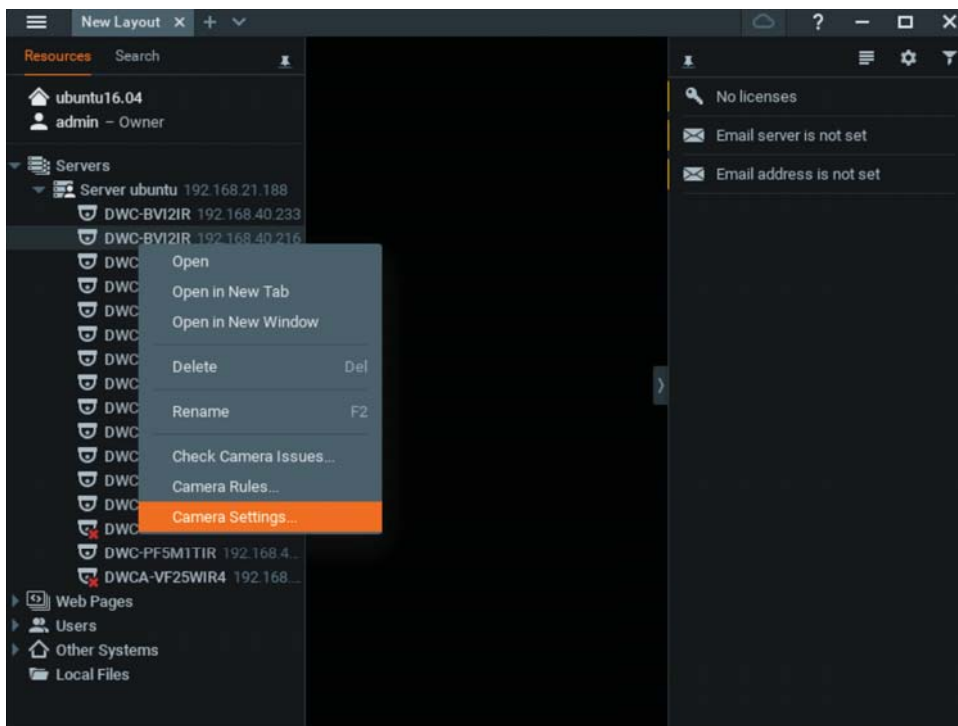 New Layout
?
Resources Search
ubuntu16.04
admin – Owner
Servers
Server ubuntu 192.168.21.188
DWC-BVI2IR 192.168.40.233
DWC-BVI2IR 192.168.40.216
DWC
DWC
DWC
DWC
DWC
DWC
DWC
DWC
DWC
DWC
DWC
DWC
DWC-PF5M1TIR 192.168.4...
DWCA-VF25WIR4 192.168...
Web Pages
Users
Other Systems
Local Files
Open
Open in New Tab
Open in New Window
Delete Del
Rename F2
Check Camera Issues...
Camera Rules...
Camera Settings...
No licenses
Email server is not set
Email address is not set